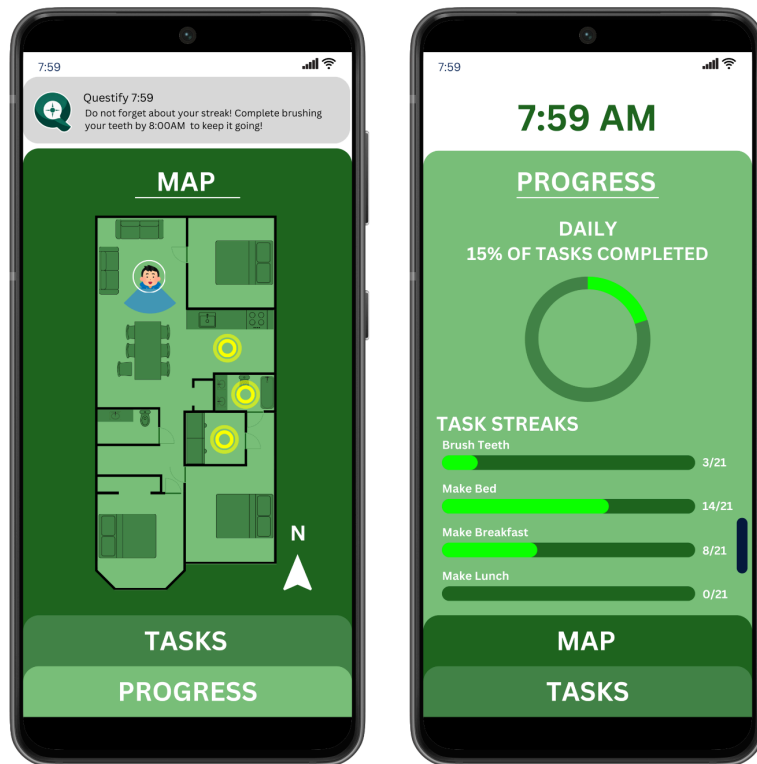 7:59
Questify 7:59
Do not forget about your streak! Complete brushing
your teeth by 8:00AM to keep it going!
MAP
N
TASKS
PROGRESS
7:59
7:59 AM
PROGRESS
DAILY
15% OF TASKS COMPLETED
TASK STREAKS
Brush Teeth
3/21
Make Bed
14/21
Make Breakfast
8/21
Make Lunch
0/21
MAP
TASKS